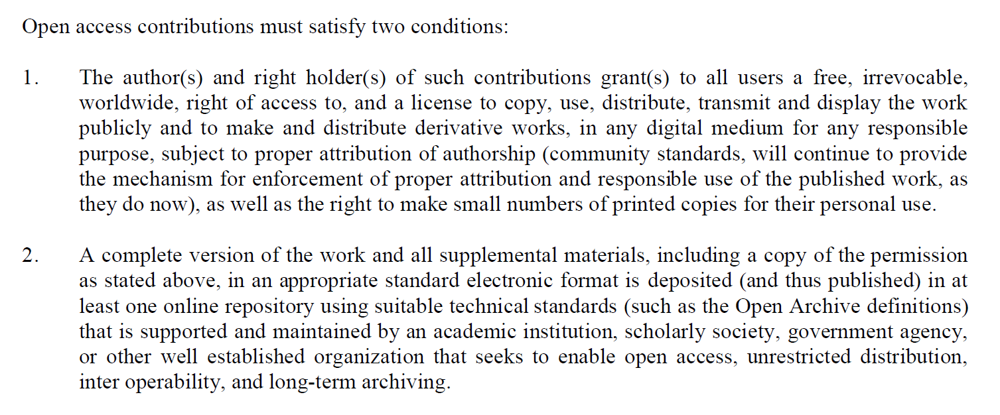 Open access contributions must satisfy two conditions:
1. The author(s) and right holder(s) of such contributions grant(s) to all users a free, irrevocable,
worldwide, right of access to, and a license to copy, use, distribute, transmit and display the work
publicly and to make and distribute derivative works, in any digital medium for any responsible
purpose, subject to proper attribution of authorship (community standards, will continue to provide
the mechanism for enforcement of proper attribution and responsible use of the published work, as
they do now), as well as the right to make small numbers of printed copies for their personal use.
2. A complete version of the work and all supplemental materials, including a copy of the permission
as stated above, in an appropriate standard electronic format is deposited (and thus published) in at
least one online repository using suitable technical standards (such as the Open Archive definitions)
that is supported and maintained by an academic institution, scholarly society, government agency,
or other well established organization that seeks to enable open access, unrestricted distribution,
inter operability, and long-term archiving.